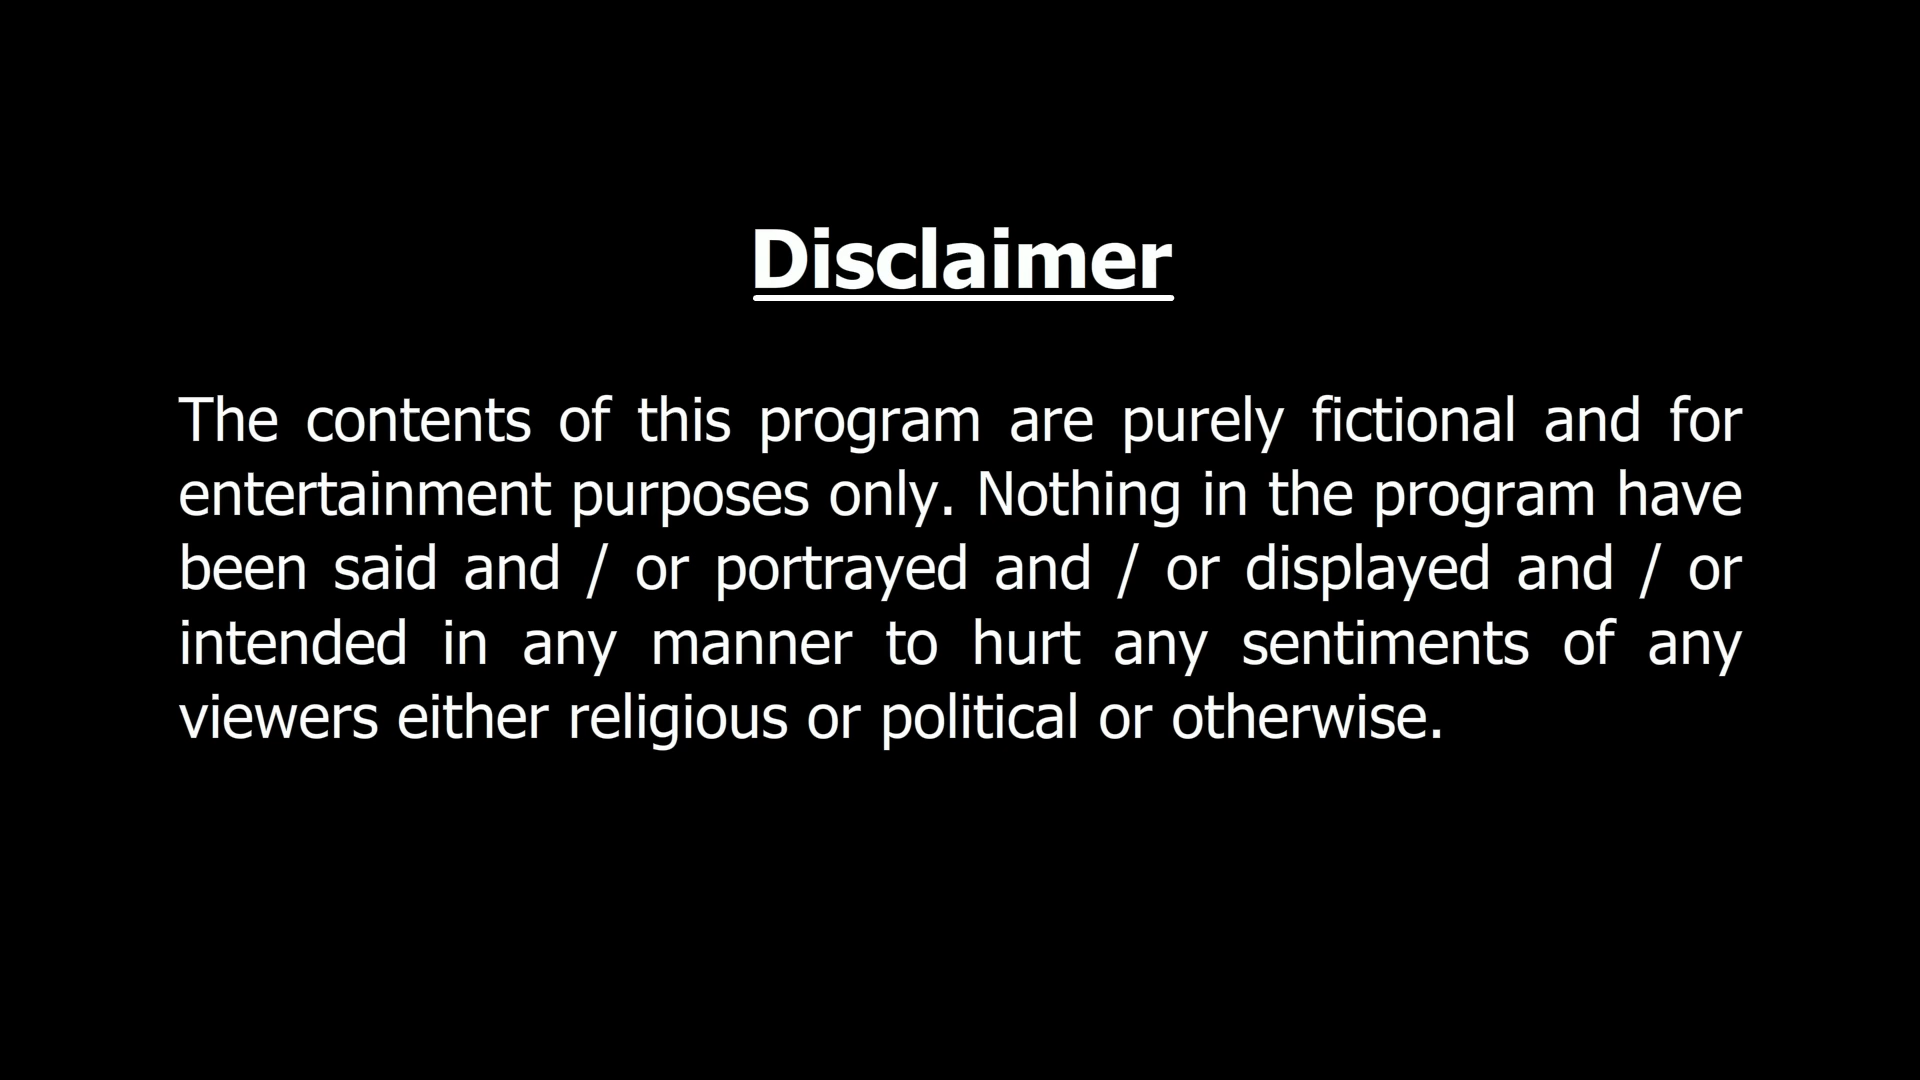 Disclaimer
The contents of this program are purely fictional and for
entertainment purposes only. Nothing in the program have
been said and / or portrayed and / or displayed and / or
intended in any manner to hurt any sentiments of any
viewers either religious or political or otherwise.